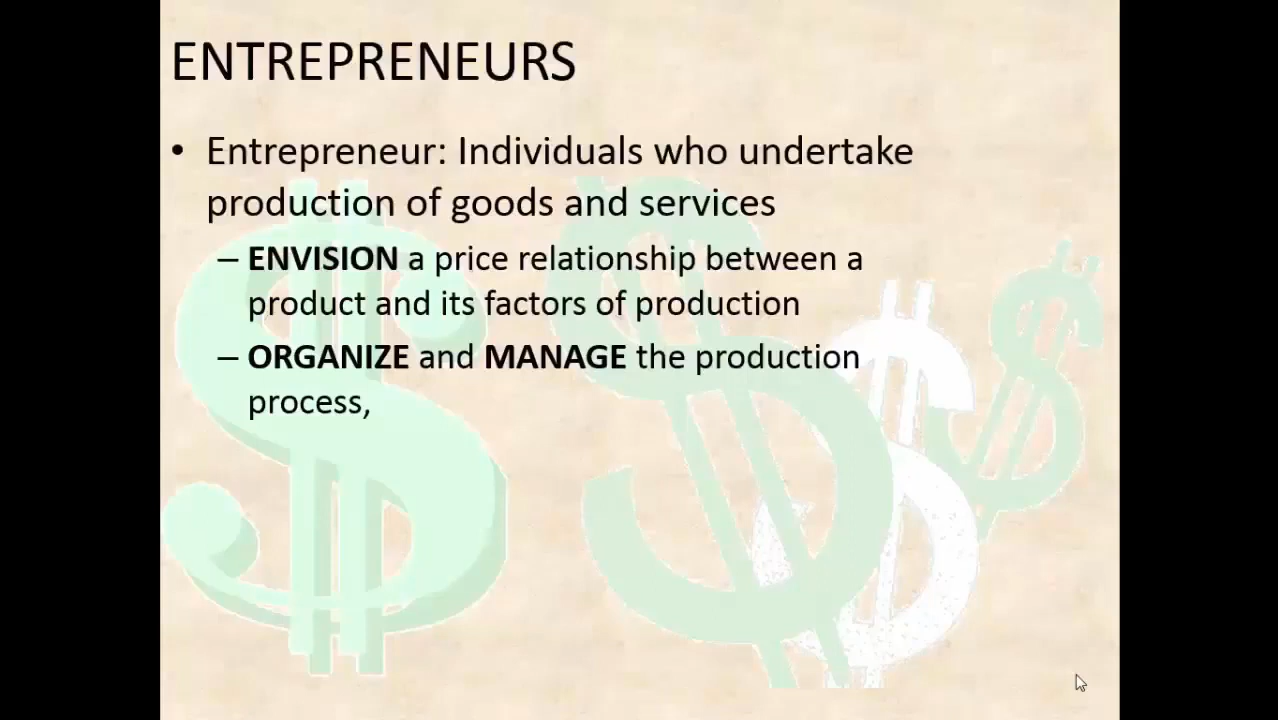 ENTREPRENEURS
• Entrepreneur: Individuals who undertake
production of goods and services
– ENVISION a price relationship between a
product and its factors of production
– ORGANIZE and MANAGE the production
process,